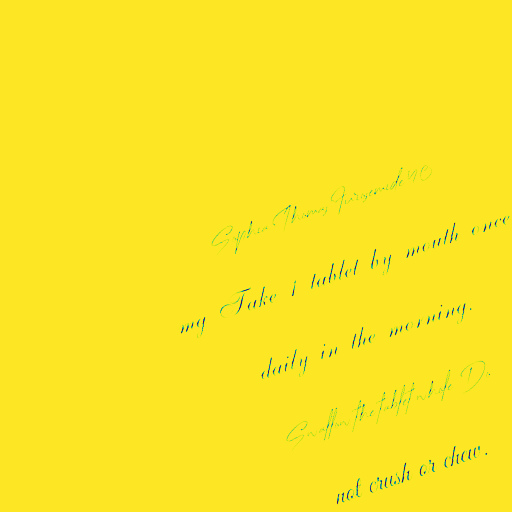 Sophia Thomas Furosemide 40
mg Take 1 tablet by mouth once
daily in the morning.
Swallow the tablet whole. Do
not crush or chew.